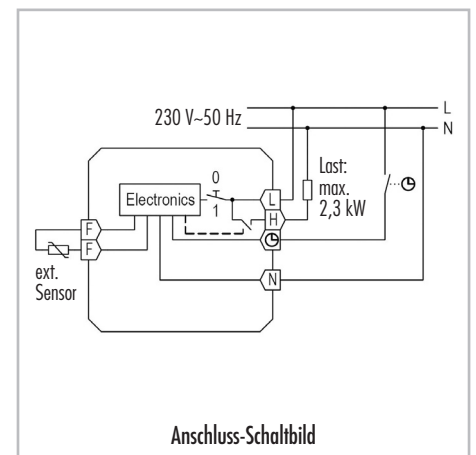 L
230 V~50 Hz
N
Last:
max.
2,3 kW
0
Electronics
1
L
H
F
F
N
ext.
Sensor
Anschluss-Schaltbild